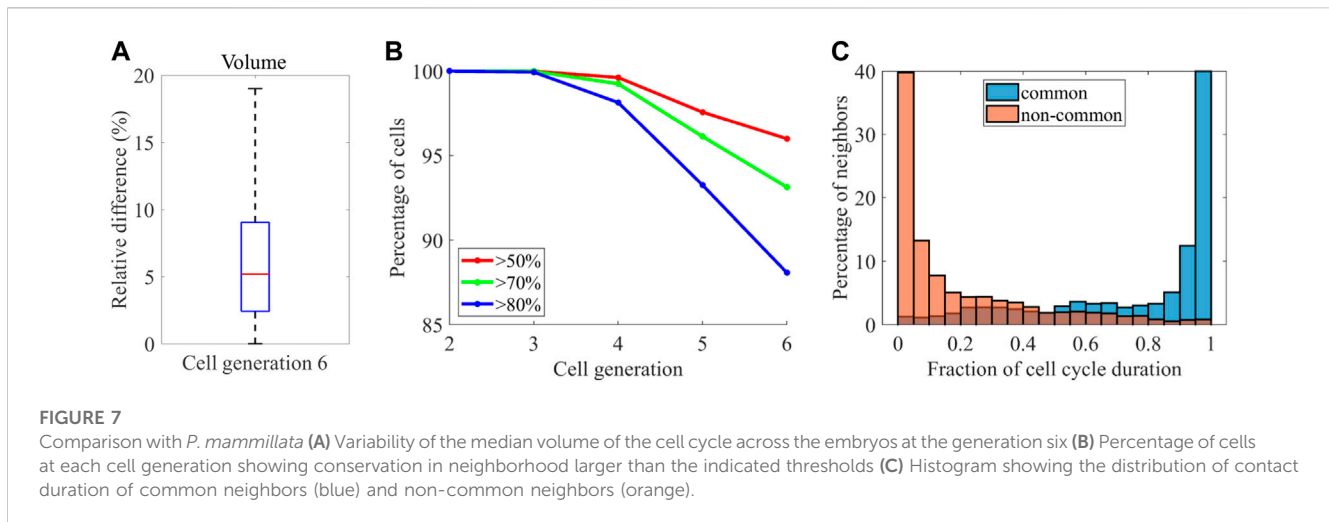 A
Volume
Relative difference (%)
20
15
10
5
0
Cell generation 6
B
Percentage of cells
100
95
90
85
>50%
>70%
>80%
2 3 4 5 6
Cell generation
C
Percentage of neighbors
40
30
20
10
0
common
non-common
0 0.2 0.4 0.6 0.8 1
Fraction of cell cycle duration
FIGURE 7
Comparison with P. mammillata (A) Variability of the median volume of the cell cycle across the embryos at the generation six (B) Percentage of cells
at each cell generation showing conservation in neighborhood larger than the indicated thresholds (C) Histogram showing the distribution of contact
duration of common neighbors (blue) and non-common neighbors (orange).